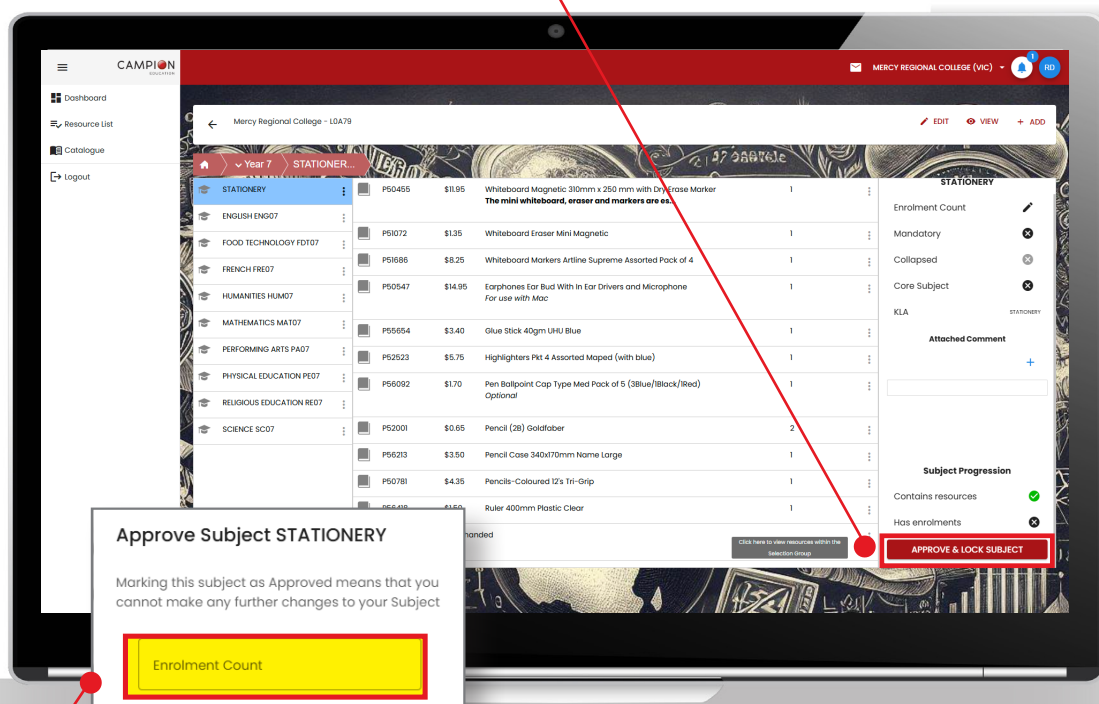 CAMPION
EDUCATION
MERCY REGIONAL COLLEGE (VIC)
1
RD
Dashboard
Resource List
Catalogue
Logout
Mercy Regional College - L0A79
EDIT
VIEW
+ ADD
Year 7
STATIONER...
STATIONERY
ENGLISH ENG07
FOOD TECHNOLOGY FDT07
FRENCH FRE07
HUMANITIES HUM07
MATHEMATICS MAT07
PERFORMING ARTS PA07
PHYSICAL EDUCATION PE07
RELIGIOUS EDUCATION RE07
SCIENCE SC07
P50455 $11.95 Whiteboard Magnetic 310mm x 250 mm with Dry Erase Marker 1
The mini whiteboard, eraser and markers are es...
P51072 $1.35 Whiteboard Eraser Mini Magnetic 1
P51686 $8.25 Whiteboard Markers Artline Supreme Assorted Pack of 4 1
P50547 $14.95 Earphones Ear Bud With In Ear Drivers and Microphone 1
For use with Mac
P55654 $3.40 Glue Stick 40gm UHU Blue 1
P52523 $5.75 Highlighters Pkt 4 Assorted Maped (with blue) 1
P56092 $1.70 Pen Ballpoint Cap Type Med Pack of 5 (3Blue/1Black/1Red) 1
Optional
P52001 $0.65 Pencil (2B) Goldfaber 2
P56213 $3.50 Pencil Case 340x170mm Name Large 1
P50781 $4.35 Pencils-Coloured 12's Tri-Grip 1
P56418 $1.50 Ruler 400mm Plastic Clear 1
Click here to view resources within the
Selection Group
STATIONERY
Enrolment Count
Mandatory
Collapsed
Core Subject
KLA STATIONERY
Attached Comment
+
Subject Progression
Contains resources
Has enrolments
APPROVE & LOCK SUBJECT
Approve Subject STATIONERY
Marking this subject as Approved means that you
cannot make any further changes to your Subject
Enrolment Count